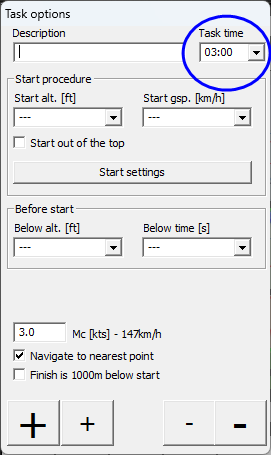 Task options
Description Task time
03:00
Start procedure
Start alt. [ft] Start gsp. [km/h]
--- ---
Start out of the top
Start settings
Before start
Below alt. [ft] Below time [s]
--- ---
3.0 Mc [kts] - 147km/h
Navigate to nearest point
Finish is 1000m below start
+ + - -